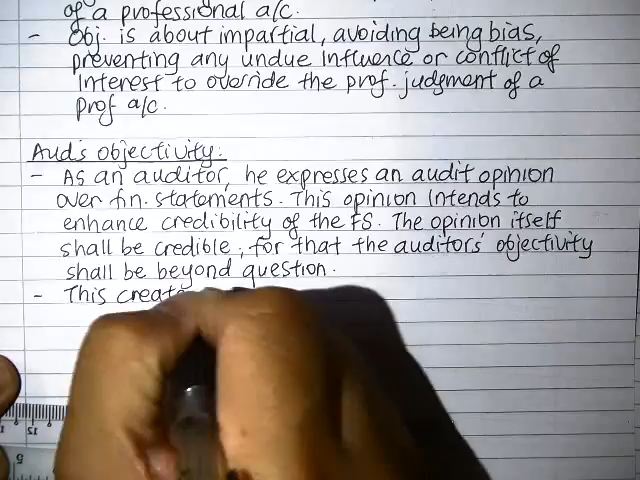 of a professional a/c.
- Obj. is about impartial, avoiding being bias,
preventing any undue influence or conflict of
interest to override the prof. judgment of a
prof a/c.
Aud's objectivity:
- As an auditor, he expresses an audit opinion
over fin. statements. This opinion intends to
enhance credibility of the FS. The opinion itself
shall be credible, for that the auditors' objectivity
shall be beyond question.
- This
12
5